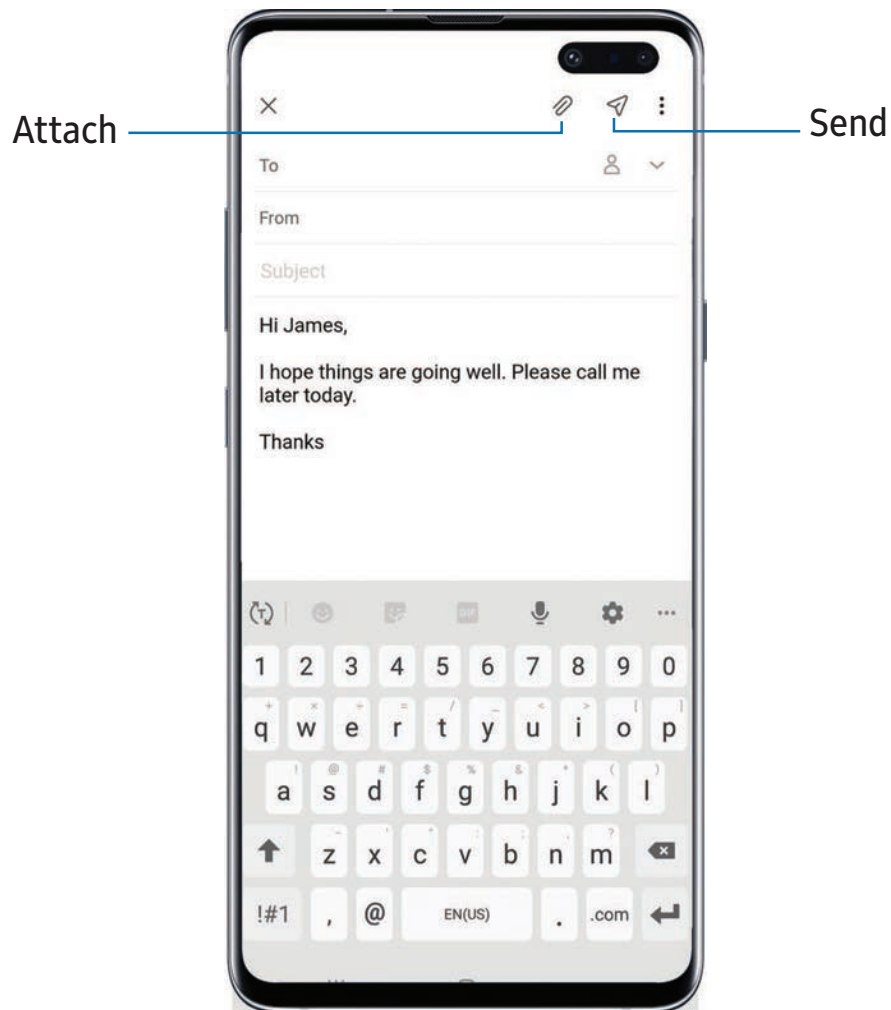 Attach
Send
To
From
Subject
Hi James,
I hope things are going well. Please call me
later today.
Thanks
GIF
1 2 3 4 5 6 7 8 9 0
+ × ÷ = / _ < > [ ]
q w e r t y u i o p
! @ # $ % & * ( )
a s d f g h j k l
z x c v b n m
!#1 , @ EN(US) . .com